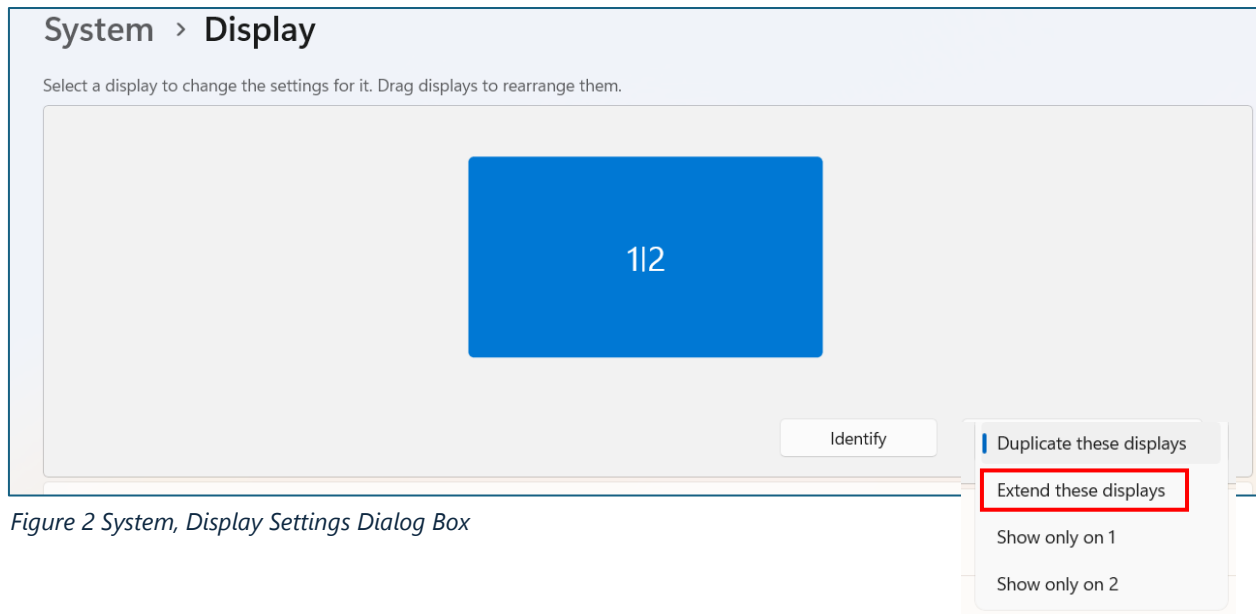 System > Display
Select a display to change the settings for it. Drag displays to rearrange them.
1|2
Identify
Duplicate these displays
Extend these displays
Show only on 1
Show only on 2
Figure 2 System, Display Settings Dialog Box